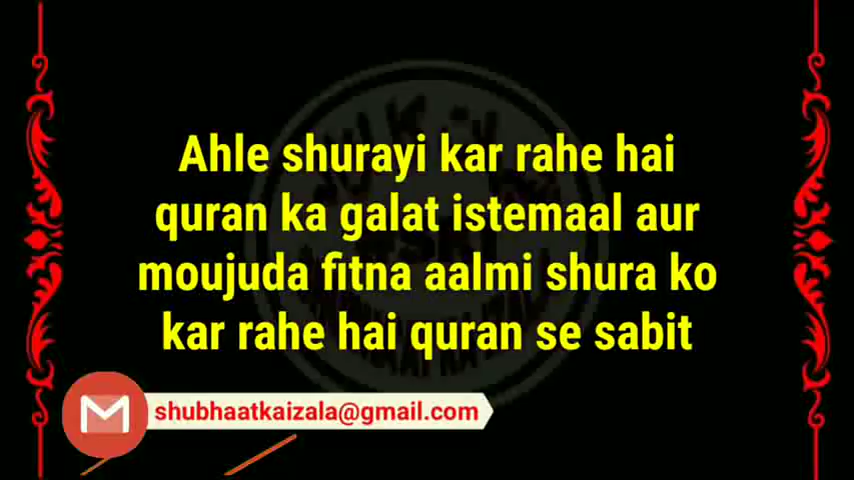 Ahle shurayi kar rahe hai
quran ka galat istemaal aur
moujuda fitna aalmi shura ko
kar rahe hai quran se sabit
shubhaatkaizala@gmail.com